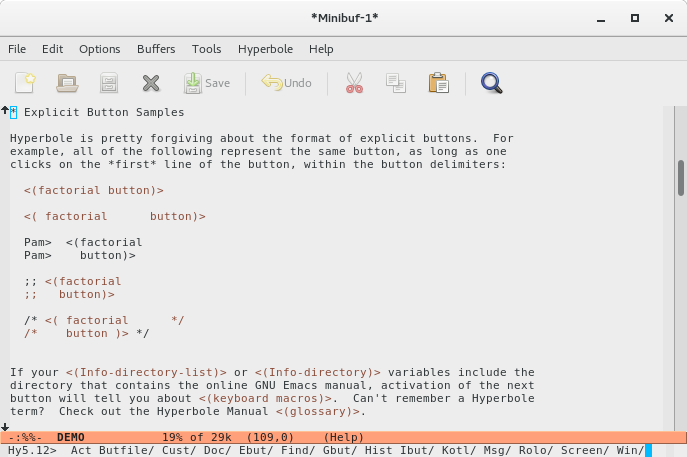 *Minibuf-1*
File Edit Options Buffers Tools Hyperbole Help
Save Undo
* Explicit Button Samples
Hyperbole is pretty forgiving about the format of explicit buttons.  For
example, all of the following represent the same button, as long as one
clicks on the *first* line of the button, within the button delimiters:
<(factorial button)>
<( factorial      button)>
Pam>  <(factorial
Pam>    button)>
;; <(factorial
;;   button)>
/* <( factorial      */
/*    button )> */
If your <(Info-directory-list)> or <(Info-directory)> variables include the
directory that contains the online GNU Emacs manual, activation of the next
button will tell you about <(keyboard macros)>.  Can't remember a Hyperbole
term?  Check out the Hyperbole Manual <(glossary)>.
-:%%-  DEMO       19% of 29k  (109,0)    (Help)
Hy5.12>  Act Butfile/ Cust/ Doc/ Ebut/ Find/ Gbut/ Hist Ibut/ Kotl/ Msg/ Rolo/ Screen/ Win/